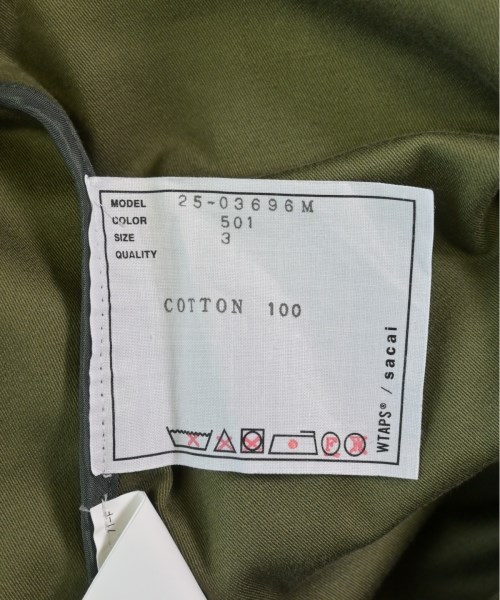 MODEL 25-03696M
COLOR 501
SIZE 3
QUALITY
COTTON 100
WTAPS® / sacai
F